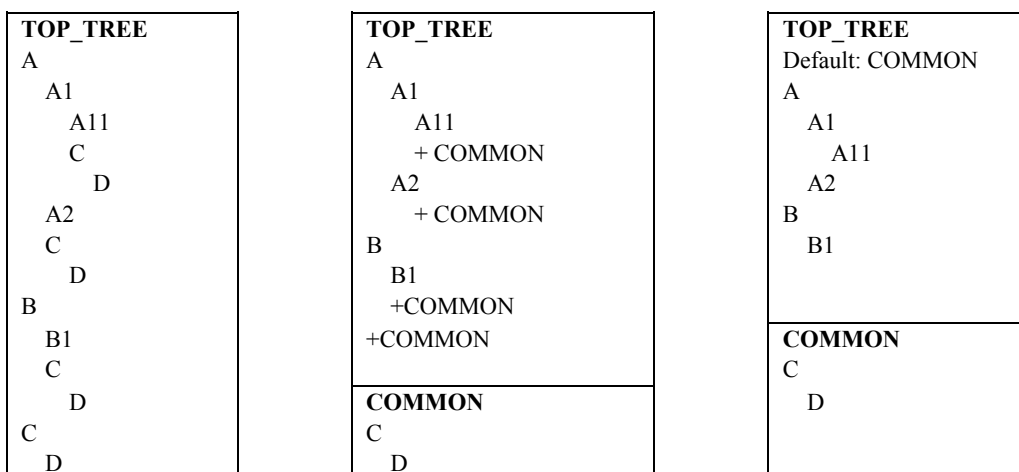 TOP_TREE
A
A1
A11
C
D
A2
C
D
B
B1
C
D
C
D
TOP_TREE
A
A1
A11
+ COMMON
A2
+ COMMON
B
B1
+COMMON
+COMMON
COMMON
C
D
TOP_TREE
Default: COMMON
A
A1
A11
A2
B
B1
COMMON
C
D